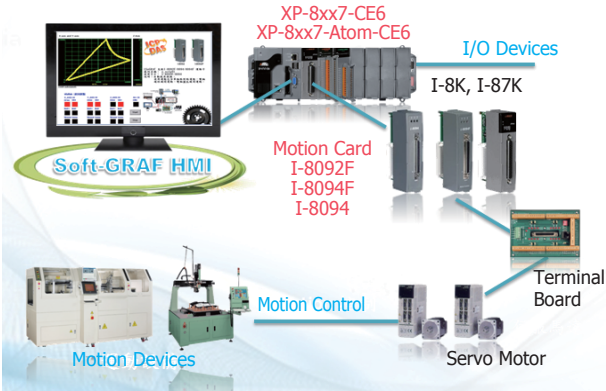 XP-8xx7-CE6
XP-8xx7-Atom-CE6
I/O Devices
I-8K, I-87K
Motion Card
I-8092F
I-8094F
I-8094
Soft-GRAF HMI
Terminal
Board
Motion Control
Motion Devices
Servo Motor